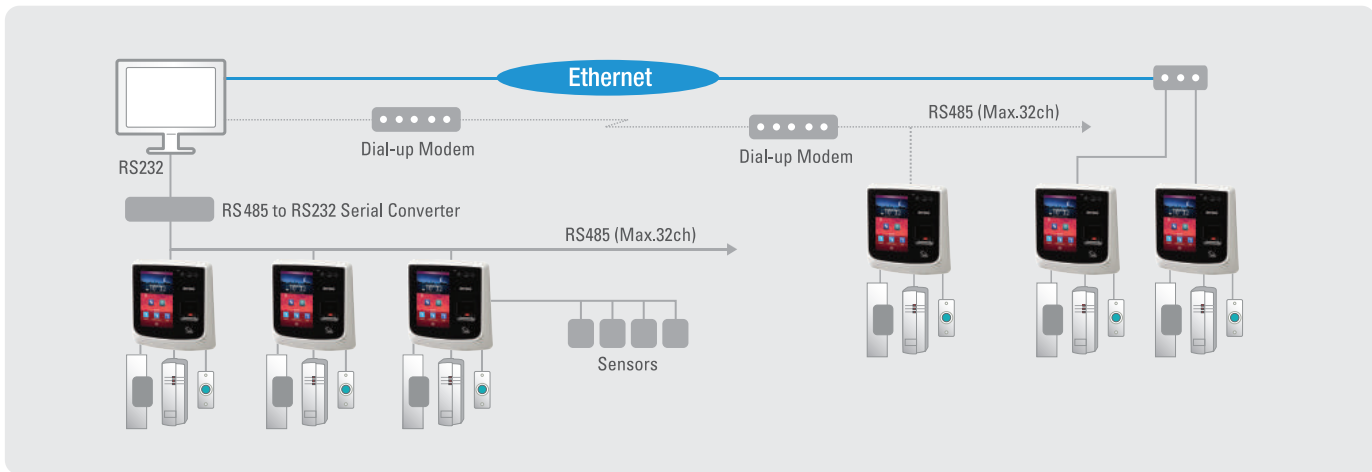 Ethernet
RS485 (Max.32ch)
Dial-up Modem
Dial-up Modem
RS232
RS485 to RS232 Serial Converter
RS485 (Max.32ch)
Sensors